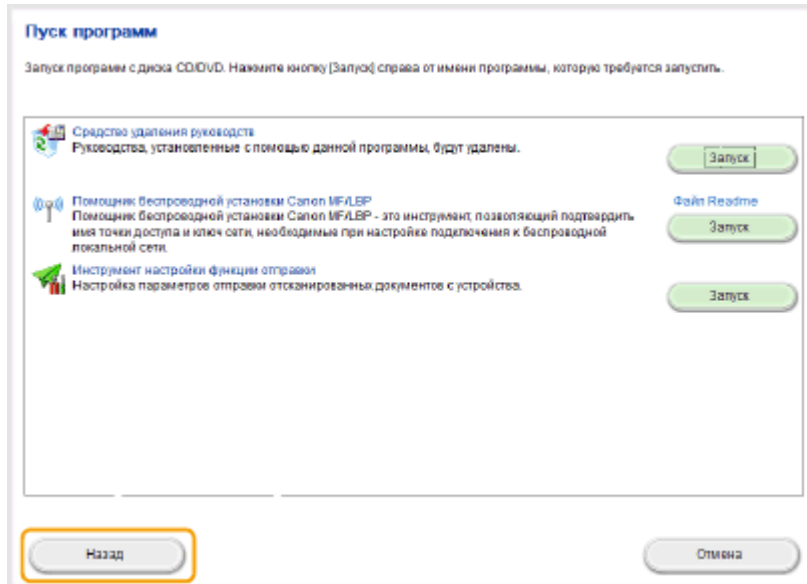 Пуск программ
Запуск программ с диска CD/DVD. Нажмите кнопку [Запуск] справа от имени программы, которую требуется запустить.
Средство удаления руководств
Руководства, установленные с помощью данной программы, будут удалены.
Запуск
Помощник беспроводной установки Canon MF/LBP
Файл Readme
Помощник беспроводной установки Canon MF/LBP - это инструмент, позволяющий подтвердить
имя точки доступа и ключ сети, необходимые при настройке подключения к беспроводной
локальной сети.
Запуск
Инструмент настройки функции отправки
Настройка параметров отправки отсканированных документов с устройства.
Запуск
Назад
Отмена